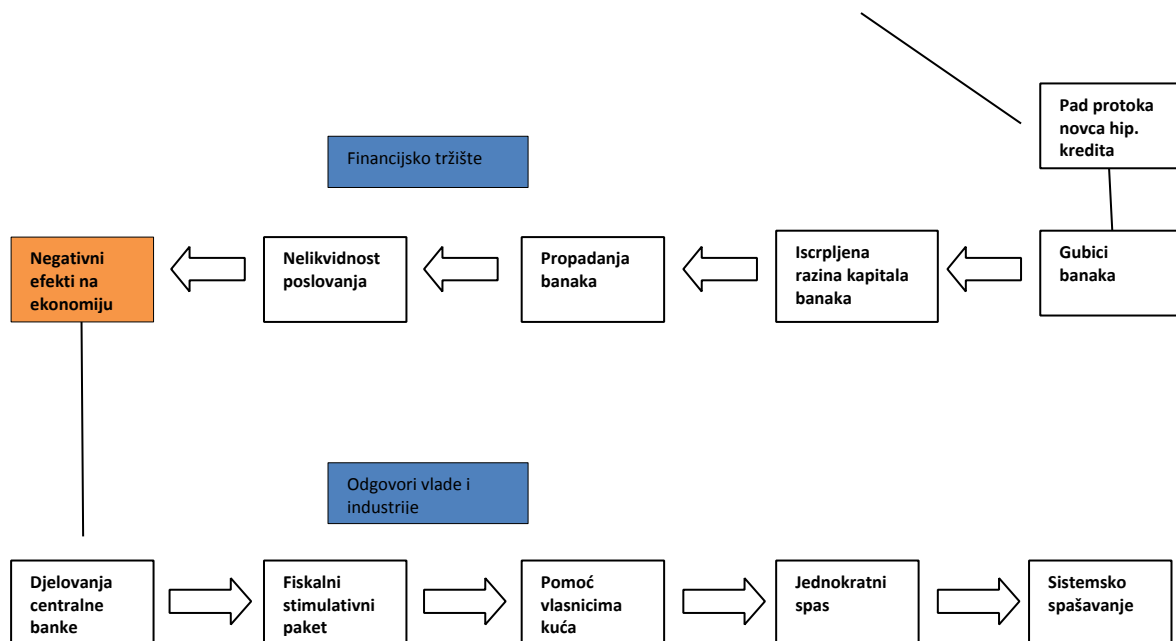 Pad protoka
novca hip.
kredita
Financijsko tržište
Negativni
efekti na
ekonomiju
Nelikvidnost
poslovanja
Propadanja
banaka
Iscrpljena
razina kapitala
banaka
Gubici
banaka
Odgovori vlade i
industrije
Djelovanja
centralne
banke
Fiskalni
stimulativni
paket
Pomoć
vlasnicima
kuća
Jednokratni
spas
Sistemsko
spašavanje